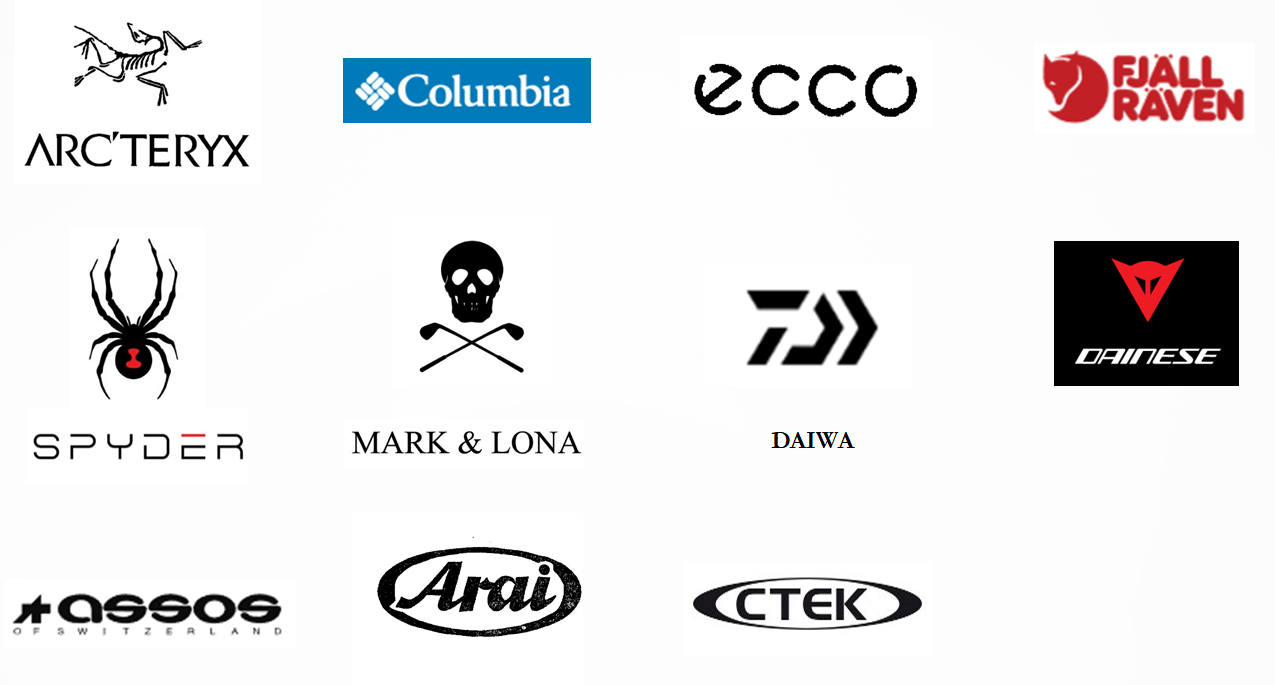 ARC'TERYX
Columbia
ecco
FJÄLL
RÄVEN
SPYDER
MARK & LONA
DAIWA
DAINESE
assos
OF SWITZERLAND
Arai
CTEK